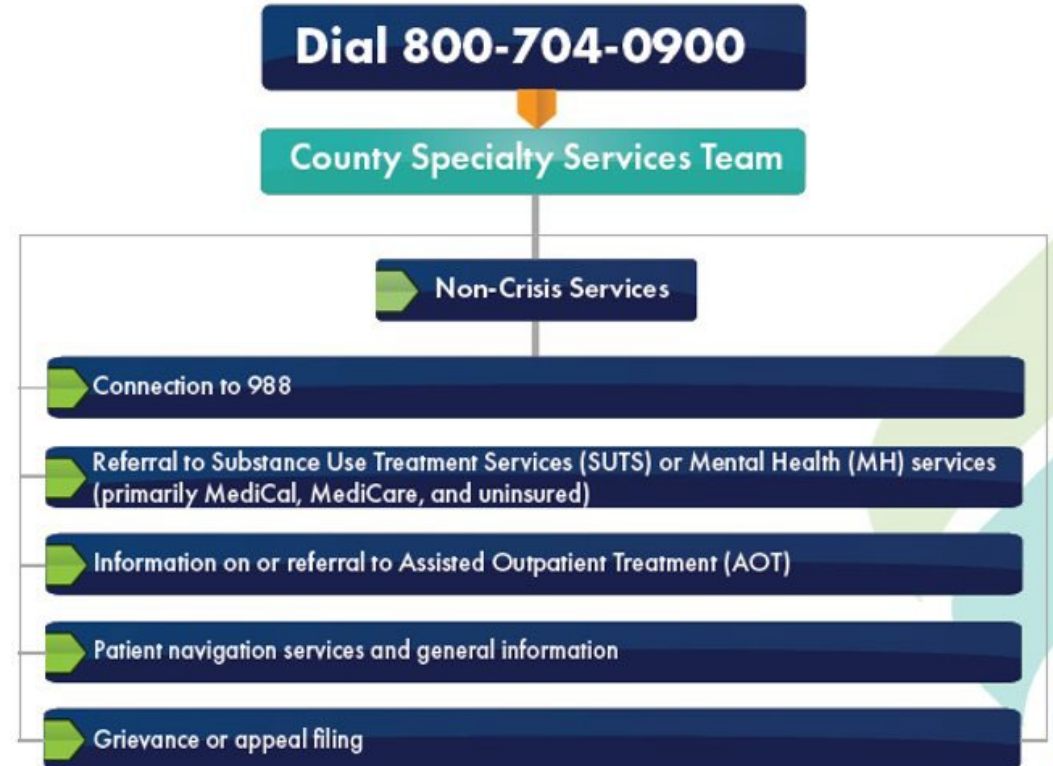 Dial 800-704-0900
County Specialty Services Team
Non-Crisis Services
Connection to 988
Referral to Substance Use Treatment Services (SUTS) or Mental Health (MH) services
(primarily MediCal, MediCare, and uninsured)
Information on or referral to Assisted Outpatient Treatment (AOT)
Patient navigation services and general information
Grievance or appeal filing